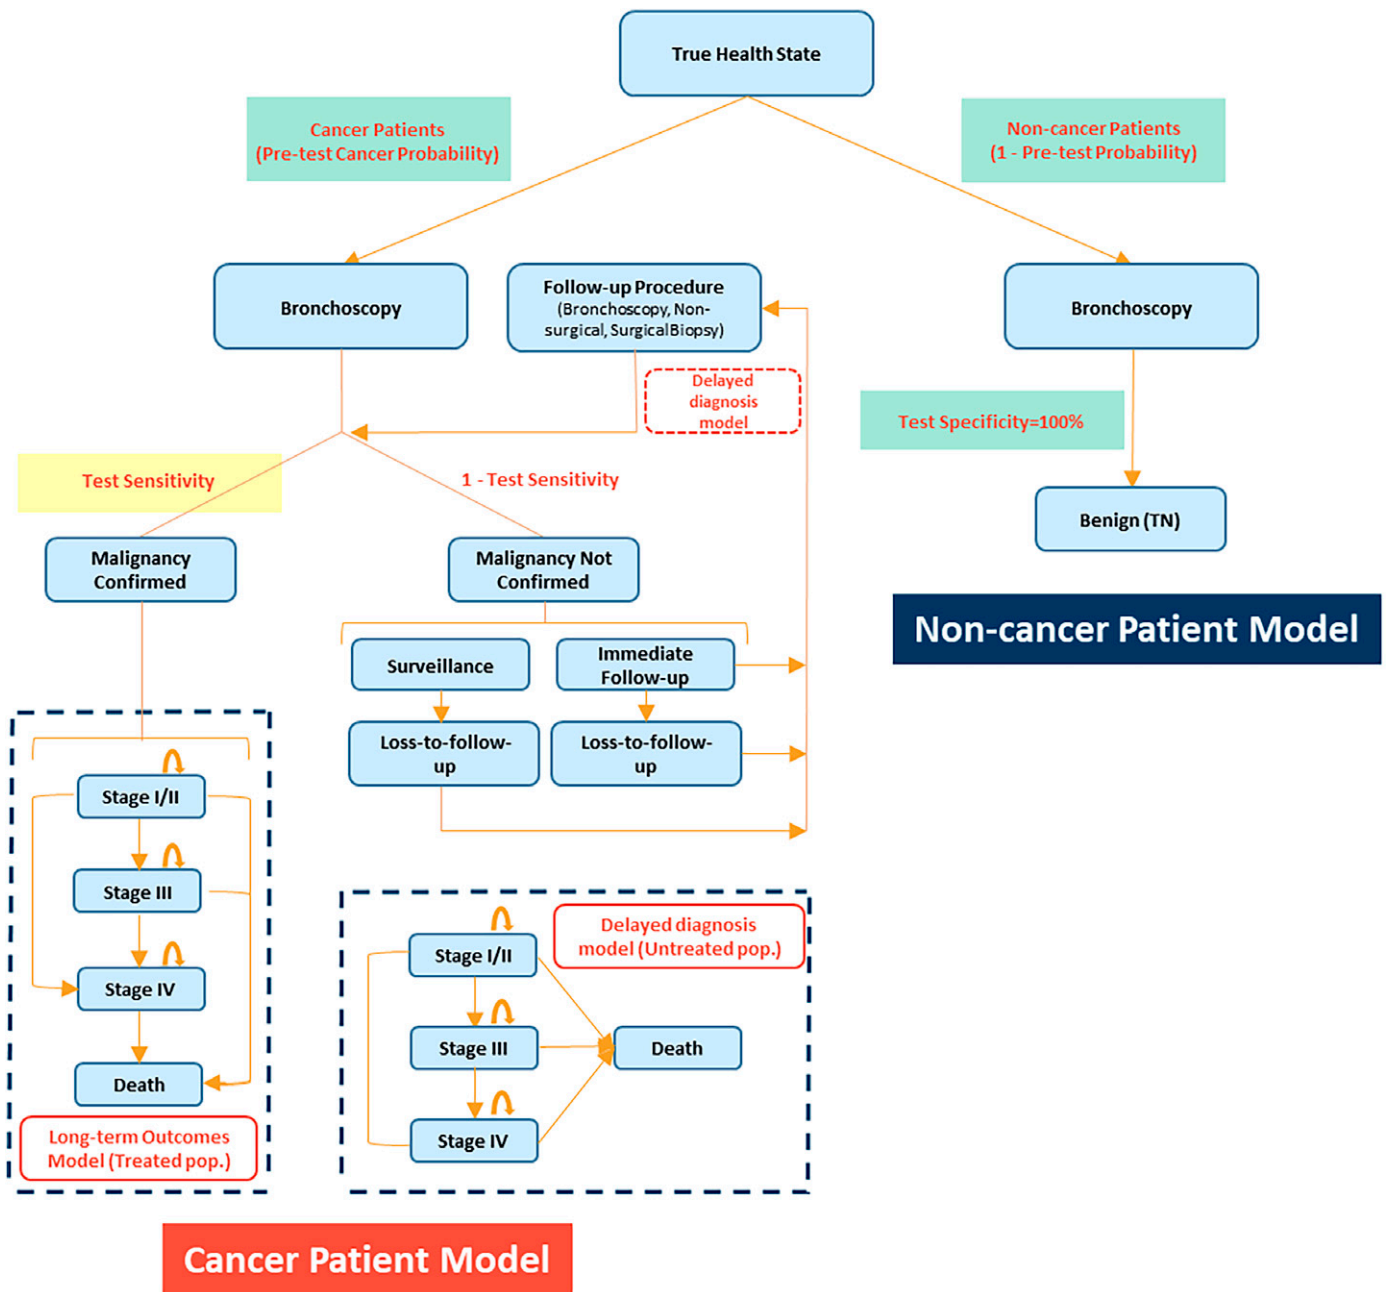 True Health State
Cancer Patients
(Pre-test Cancer Probability)
Non-cancer Patients
(1 - Pre-test Probability)
Bronchoscopy
Follow-up Procedure
(Bronchoscopy, Non-
surgical, SurgicalBiopsy)
Bronchoscopy
Delayed
diagnosis
model
Test Specificity=100%
Test Sensitivity
1 - Test Sensitivity
Benign (TN)
Malignancy
Confirmed
Malignancy Not
Confirmed
Non-cancer Patient Model
Surveillance
Immediate
Follow-up
Loss-to-follow-
up
Loss-to-follow-
up
Stage I/II
Stage III
Stage IV
Death
Long-term Outcomes
Model (Treated pop.)
Delayed diagnosis
model (Untreated pop.)
Stage I/II
Stage III
Death
Stage IV
Cancer Patient Model